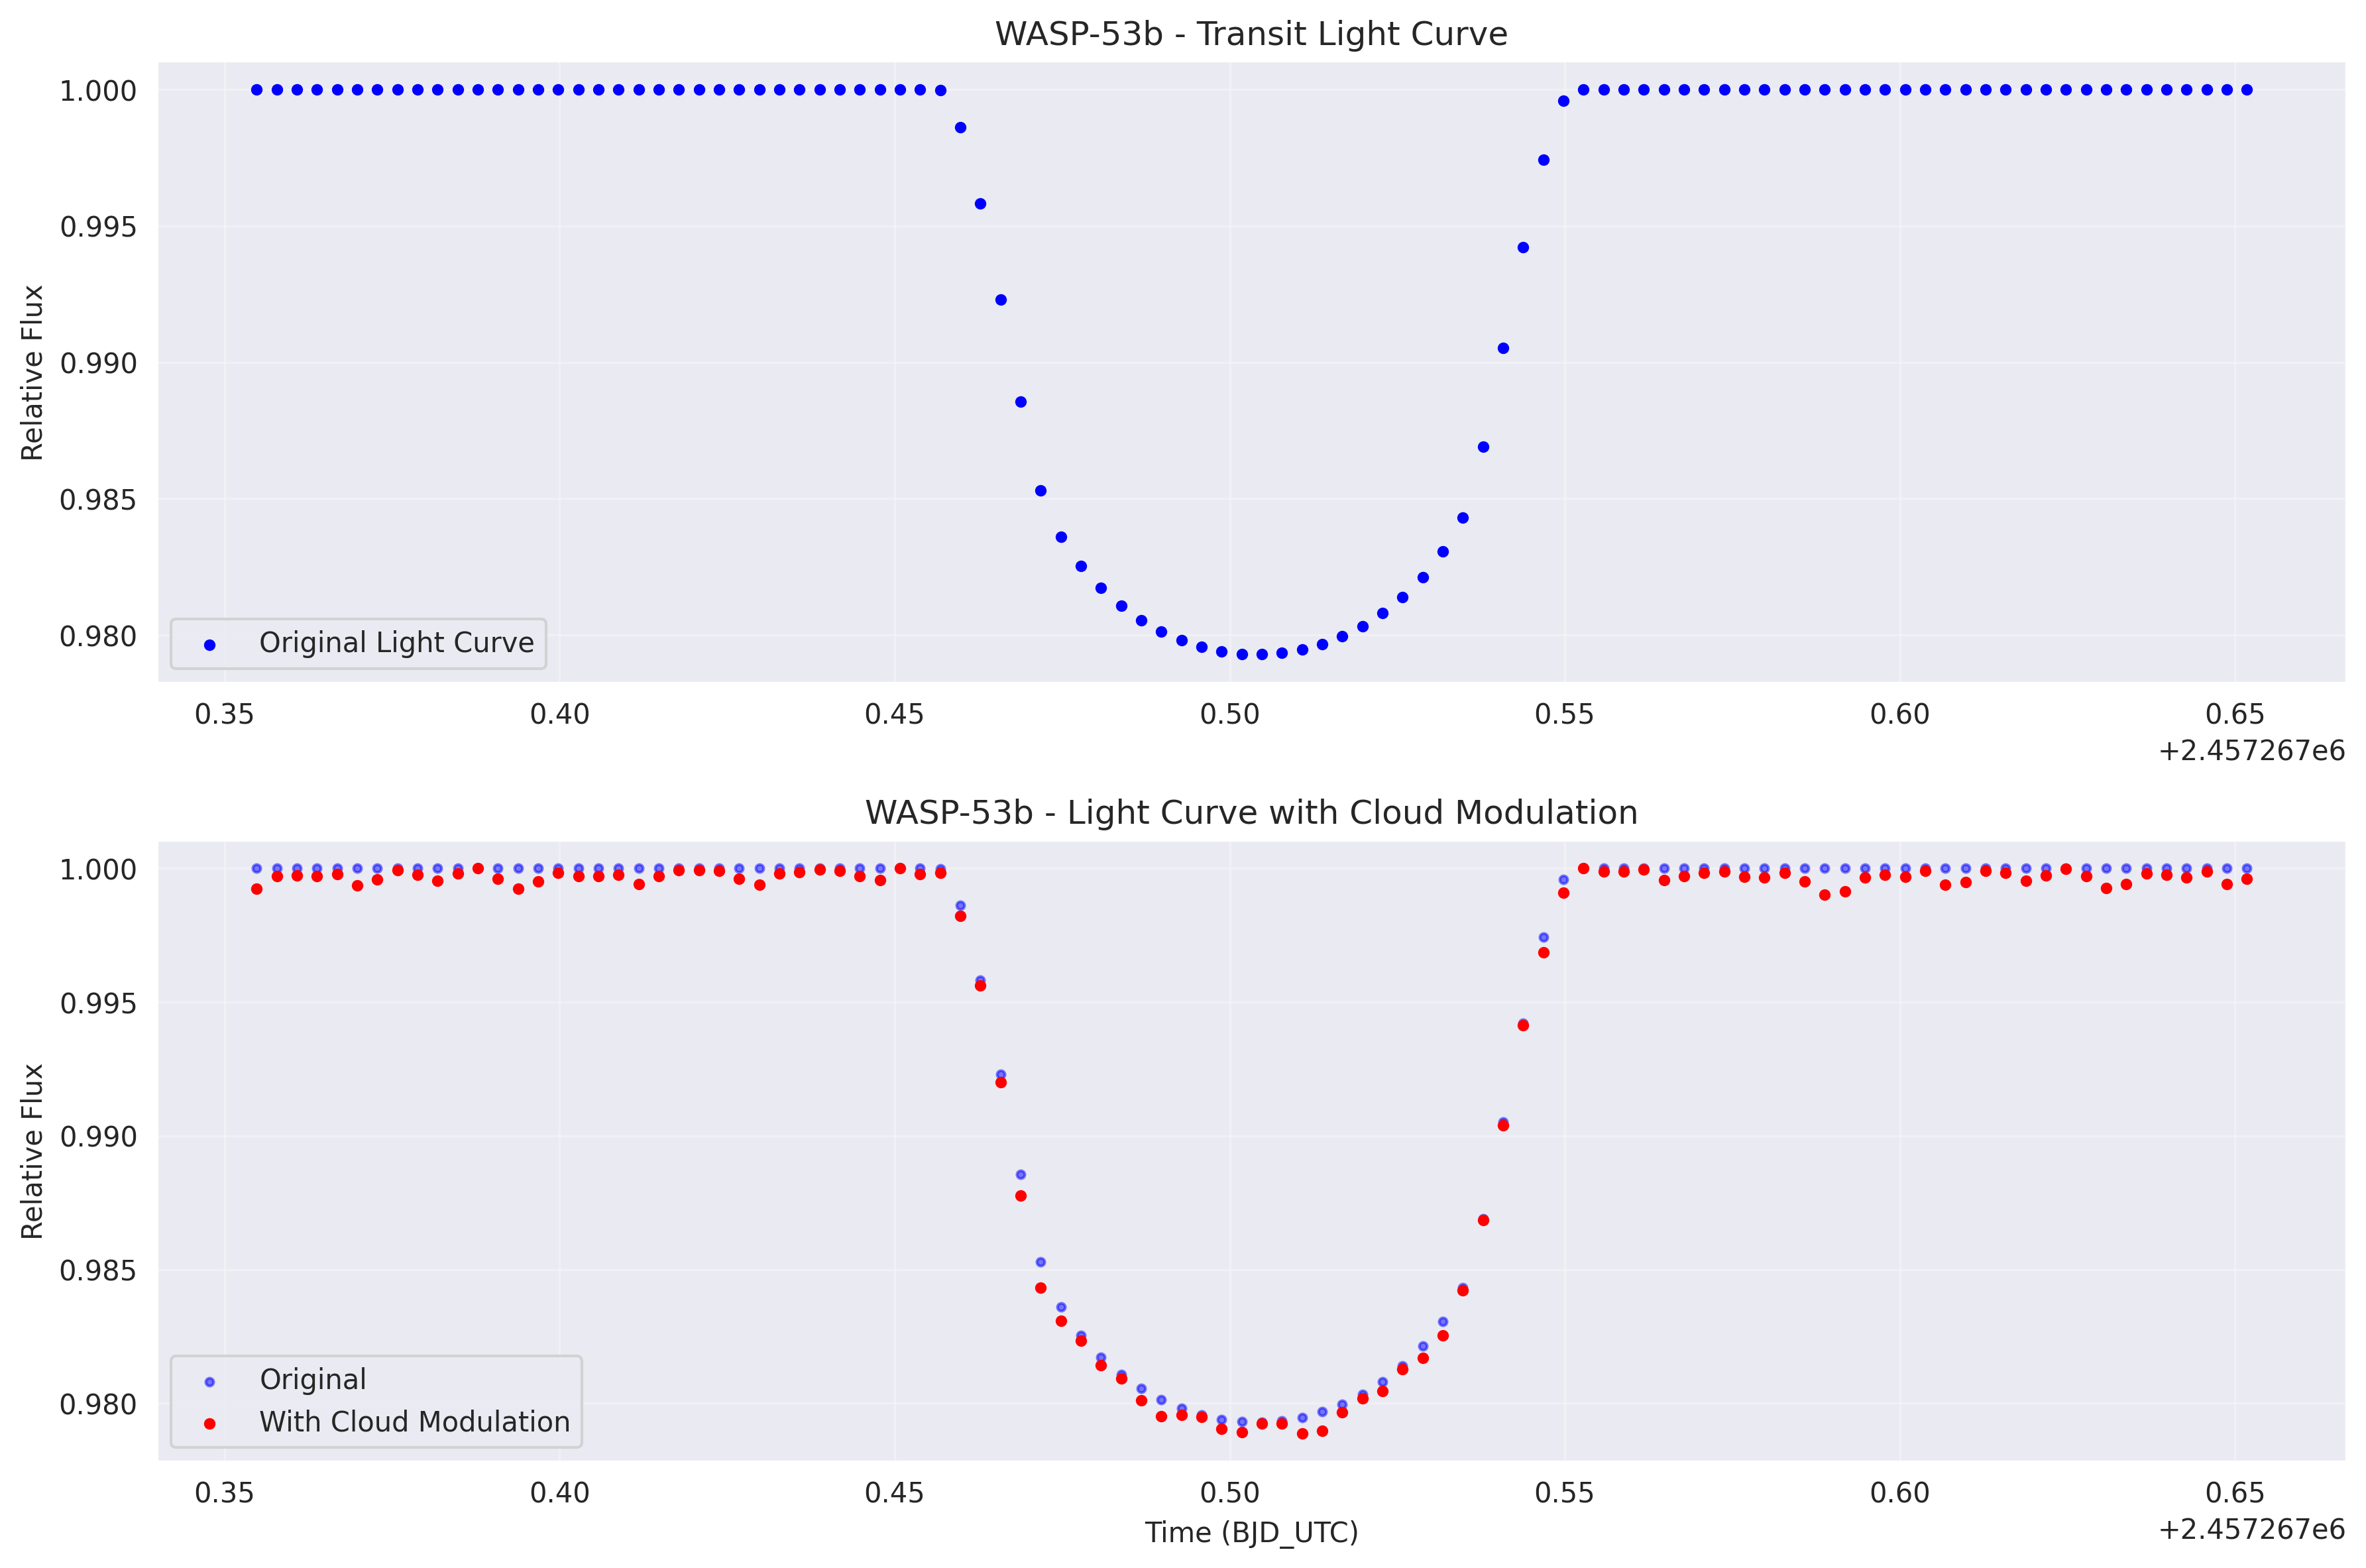 WASP-53b - Transit Light Curve
Relative Flux
1.000
0.995
0.990
0.985
0.980
Original Light Curve
0.35 0.40 0.45 0.50 0.55 0.60 0.65
+2.457267e6
WASP-53b - Light Curve with Cloud Modulation
Relative Flux
1.000
0.995
0.990
0.985
0.980
Original
With Cloud Modulation
0.35 0.40 0.45 0.50 0.55 0.60 0.65
Time (BJD_UTC)
+2.457267e6